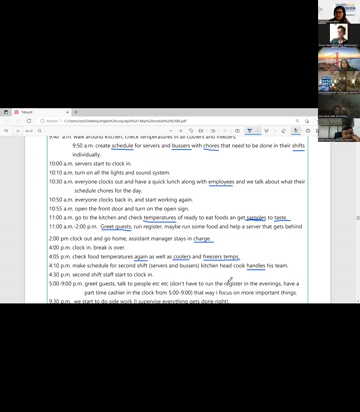 9:40 a.m. walk around kitchen, check temperatures in all coolers and freezers.
9:50 a.m. create schedule for servers and bussers with chores that need to be done in their shifts
individually.
10:00 a.m. servers start to clock in.
10:10 a.m. turn on all the lights and sound system.
10:30 a.m. everyone clocks out and have a quick lunch along with employees and we talk about what their
schedule chores for the day.
10:50 a.m. everyone clocks back in, and start working again.
10:55 a.m. open the front door and turn on the open sign.
11:00 a.m. go to the kitchen and check temperatures of ready to eat foods an get samples to taste.
11:00 a.m.-2:00 p.m. Greet guests, run register, maybe run some food and help a server that gets behind
2:00 pm clock out and go home, assistant manager stays in charge.
4:00 p.m. clock in, break is over.
4:05 p.m. check food temperatures again as well as coolers and freezers temps.
4:10 p.m. make schedule for second shift (servers and bussers) kitchen head cook handles his team.
4:30 p.m. second shift staff start to clock in.
5:00-9:00 p.m. greet guests, talk to people etc etc (don't have to run the register in the evenings, have a
part time cashier in the clock from 5:00-9:00) that way i focus on more important things.
9:30 p.m. we start to do side work (I supervise everything gets done right).